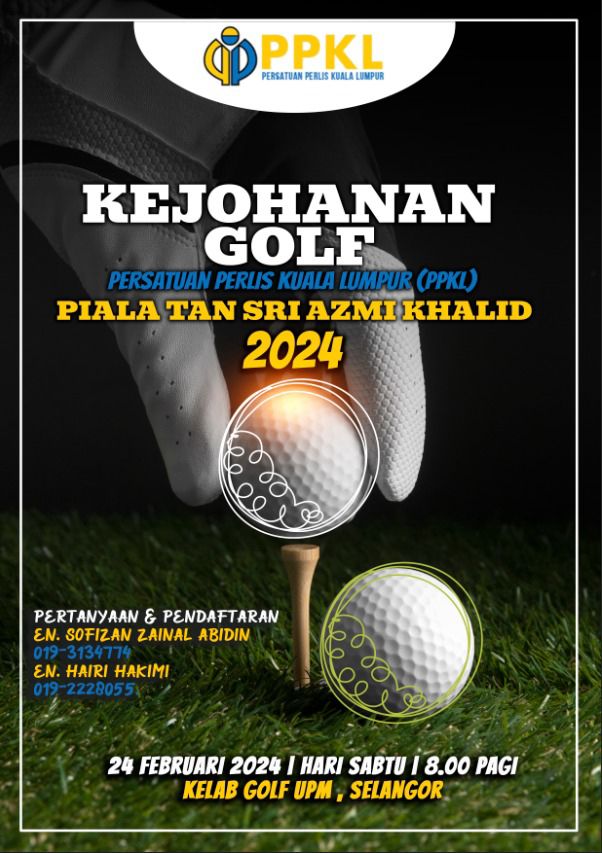 PPKL
PERSATUAN PERLIS KUALA LUMPUR
KEJOHANAN
GOLF
PERSATUAN PERLIS KUALA LUMPUR (PPKL)
PIALA TAN SRI AZMI KHALID
2024
PERTANYAAN & PENDAFTARAN
EN. SOFIZAN ZAINAL ABIDIN
019-3134774
EN. HAIRI HAKIMI
019-2228055
24 FEBRUARI 2024 | HARI SABTU | 8.00 PAGI
KELAB GOLF UPM , SELANGOR